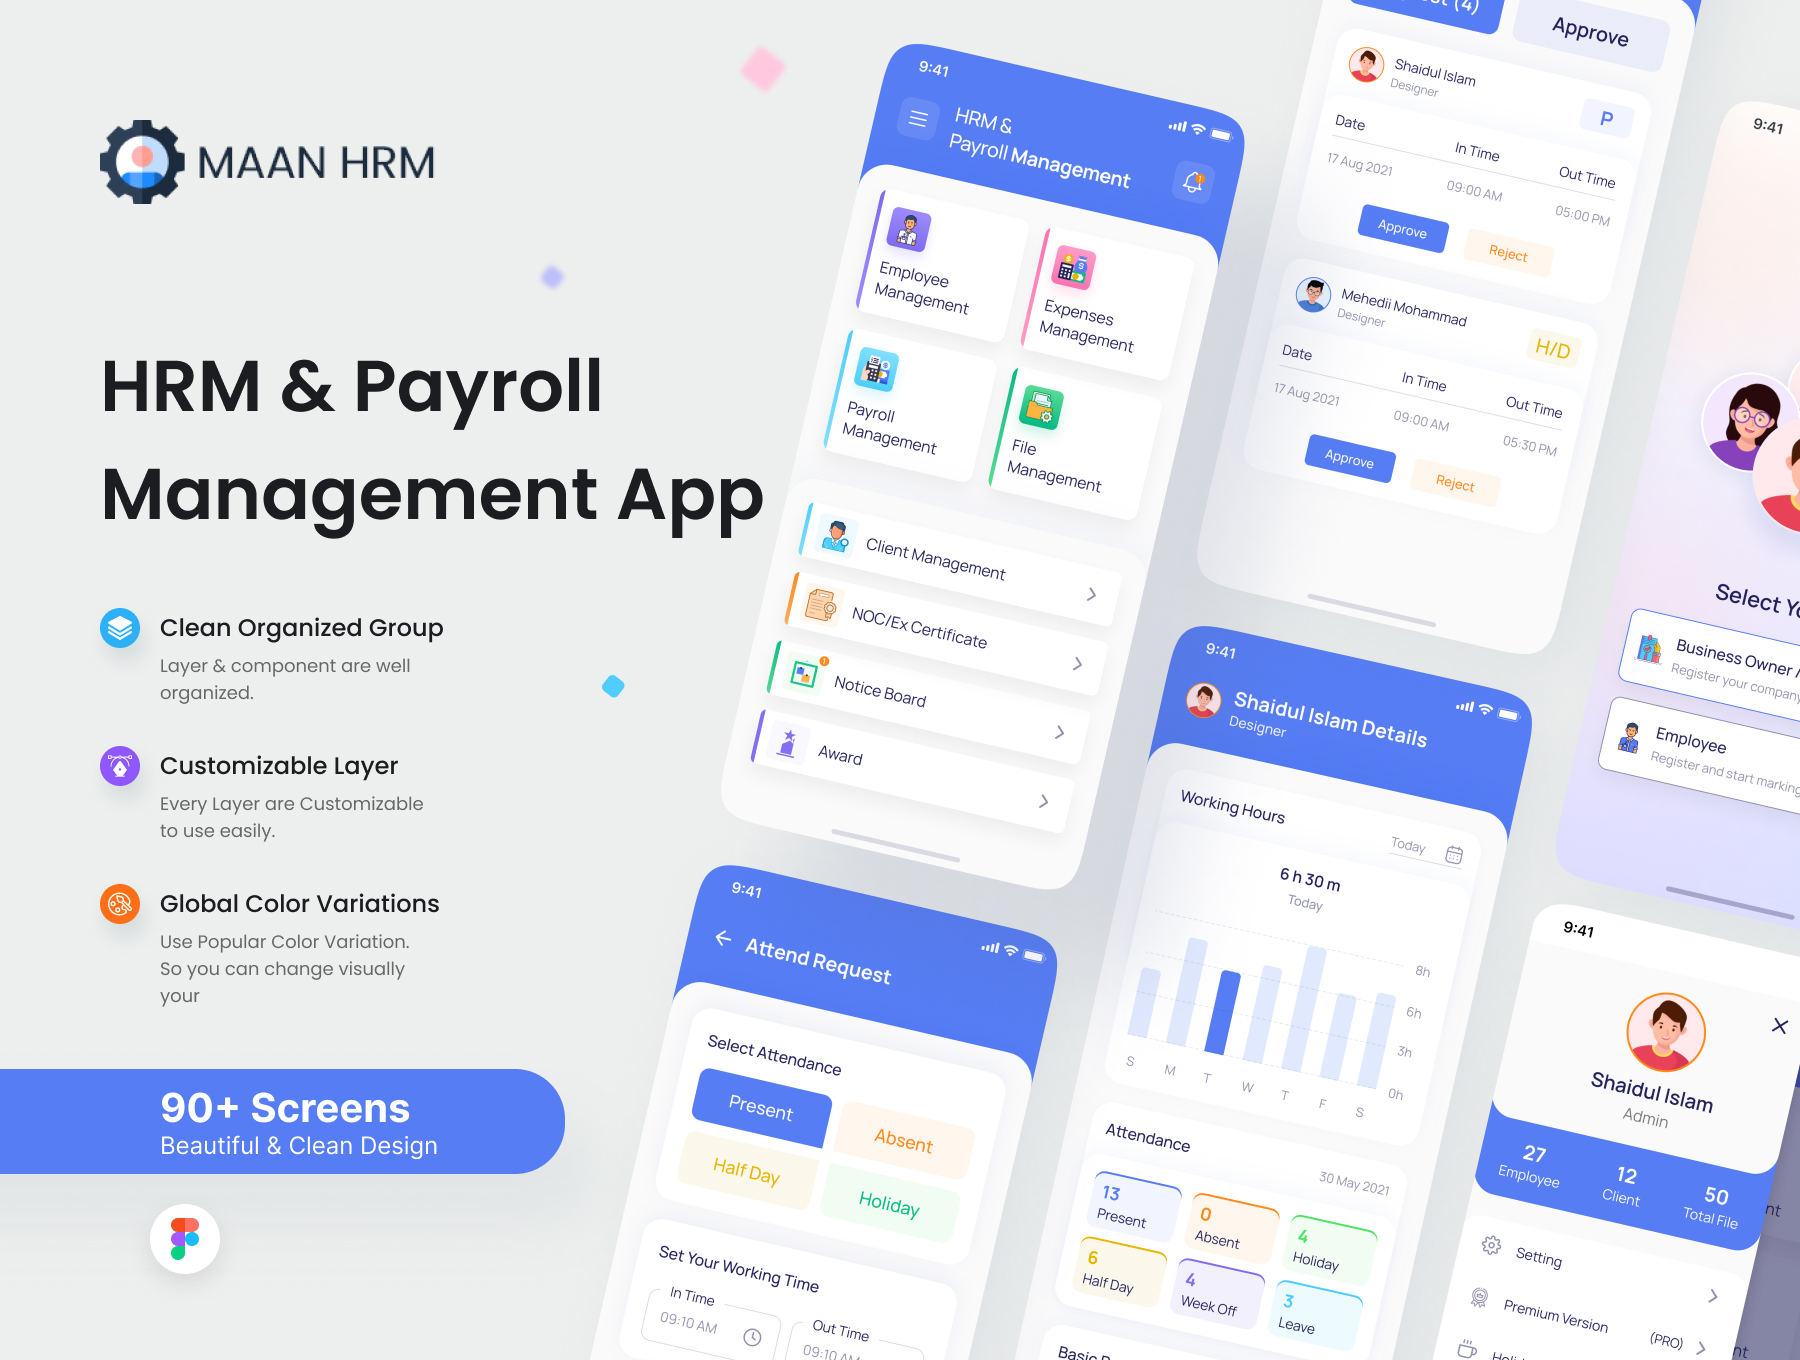 MAAN HRM
HRM & Payroll
Management App
Clean Organized Group
Layer & component are well
organized.
Customizable Layer
Every Layer are Customizable
to use easily.
Global Color Variations
Use Popular Color Variation.
So you can change visually
your
90+ Screens
Beautiful & Clean Design
9:41
HRM &
Payroll Management
Employee
Management
Expenses
Management
Payroll
Management
File
Management
Client Management
NOC/Ex Certificate
Notice Board
Award
9:41
Attend Request
Select Attendance
Present
Absent
Half Day
Holiday
Set Your Working Time
In Time
09:10 AM
Out Time
09:10 AM
(4)
Approve
Shaidul Islam
Designer
P
Date
In Time
Out Time
17 Aug 2021
09:00 AM
05:00 PM
Approve
Reject
Mehedii Mohammad
Designer
H/D
Date
In Time
Out Time
17 Aug 2021
09:00 AM
05:30 PM
Approve
Reject
9:41
Shaidul Islam Details
Designer
Working Hours
Today
6 h 30 m
Today
8h
6h
3h
0h
S M T W T F S
Attendance
30 May 2021
13
Present
0
Absent
4
Holiday
6
Half Day
4
Week Off
3
Leave
Basic
9:41
Select
Business Owner /
Register your company
Employee
Register and start marking
9:41
Shaidul Islam
Admin
27
Employee
12
Client
50
Total File
Setting
Premium Version
(PRO)